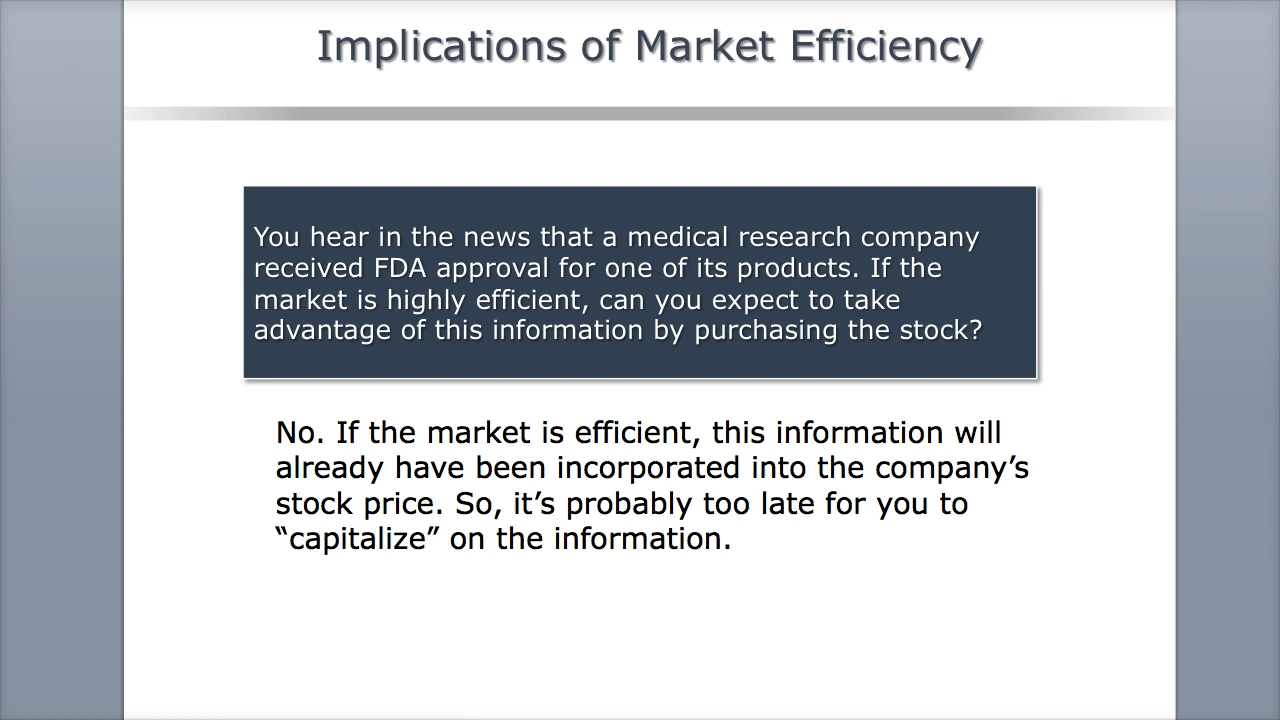 Implications of Market Efficiency
You hear in the news that a medical research company
received FDA approval for one of its products. If the
market is highly efficient, can you expect to take
advantage of this information by purchasing the stock?
No. If the market is efficient, this information will
already have been incorporated into the company’s
stock price. So, it’s probably too late for you to
“capitalize” on the information.